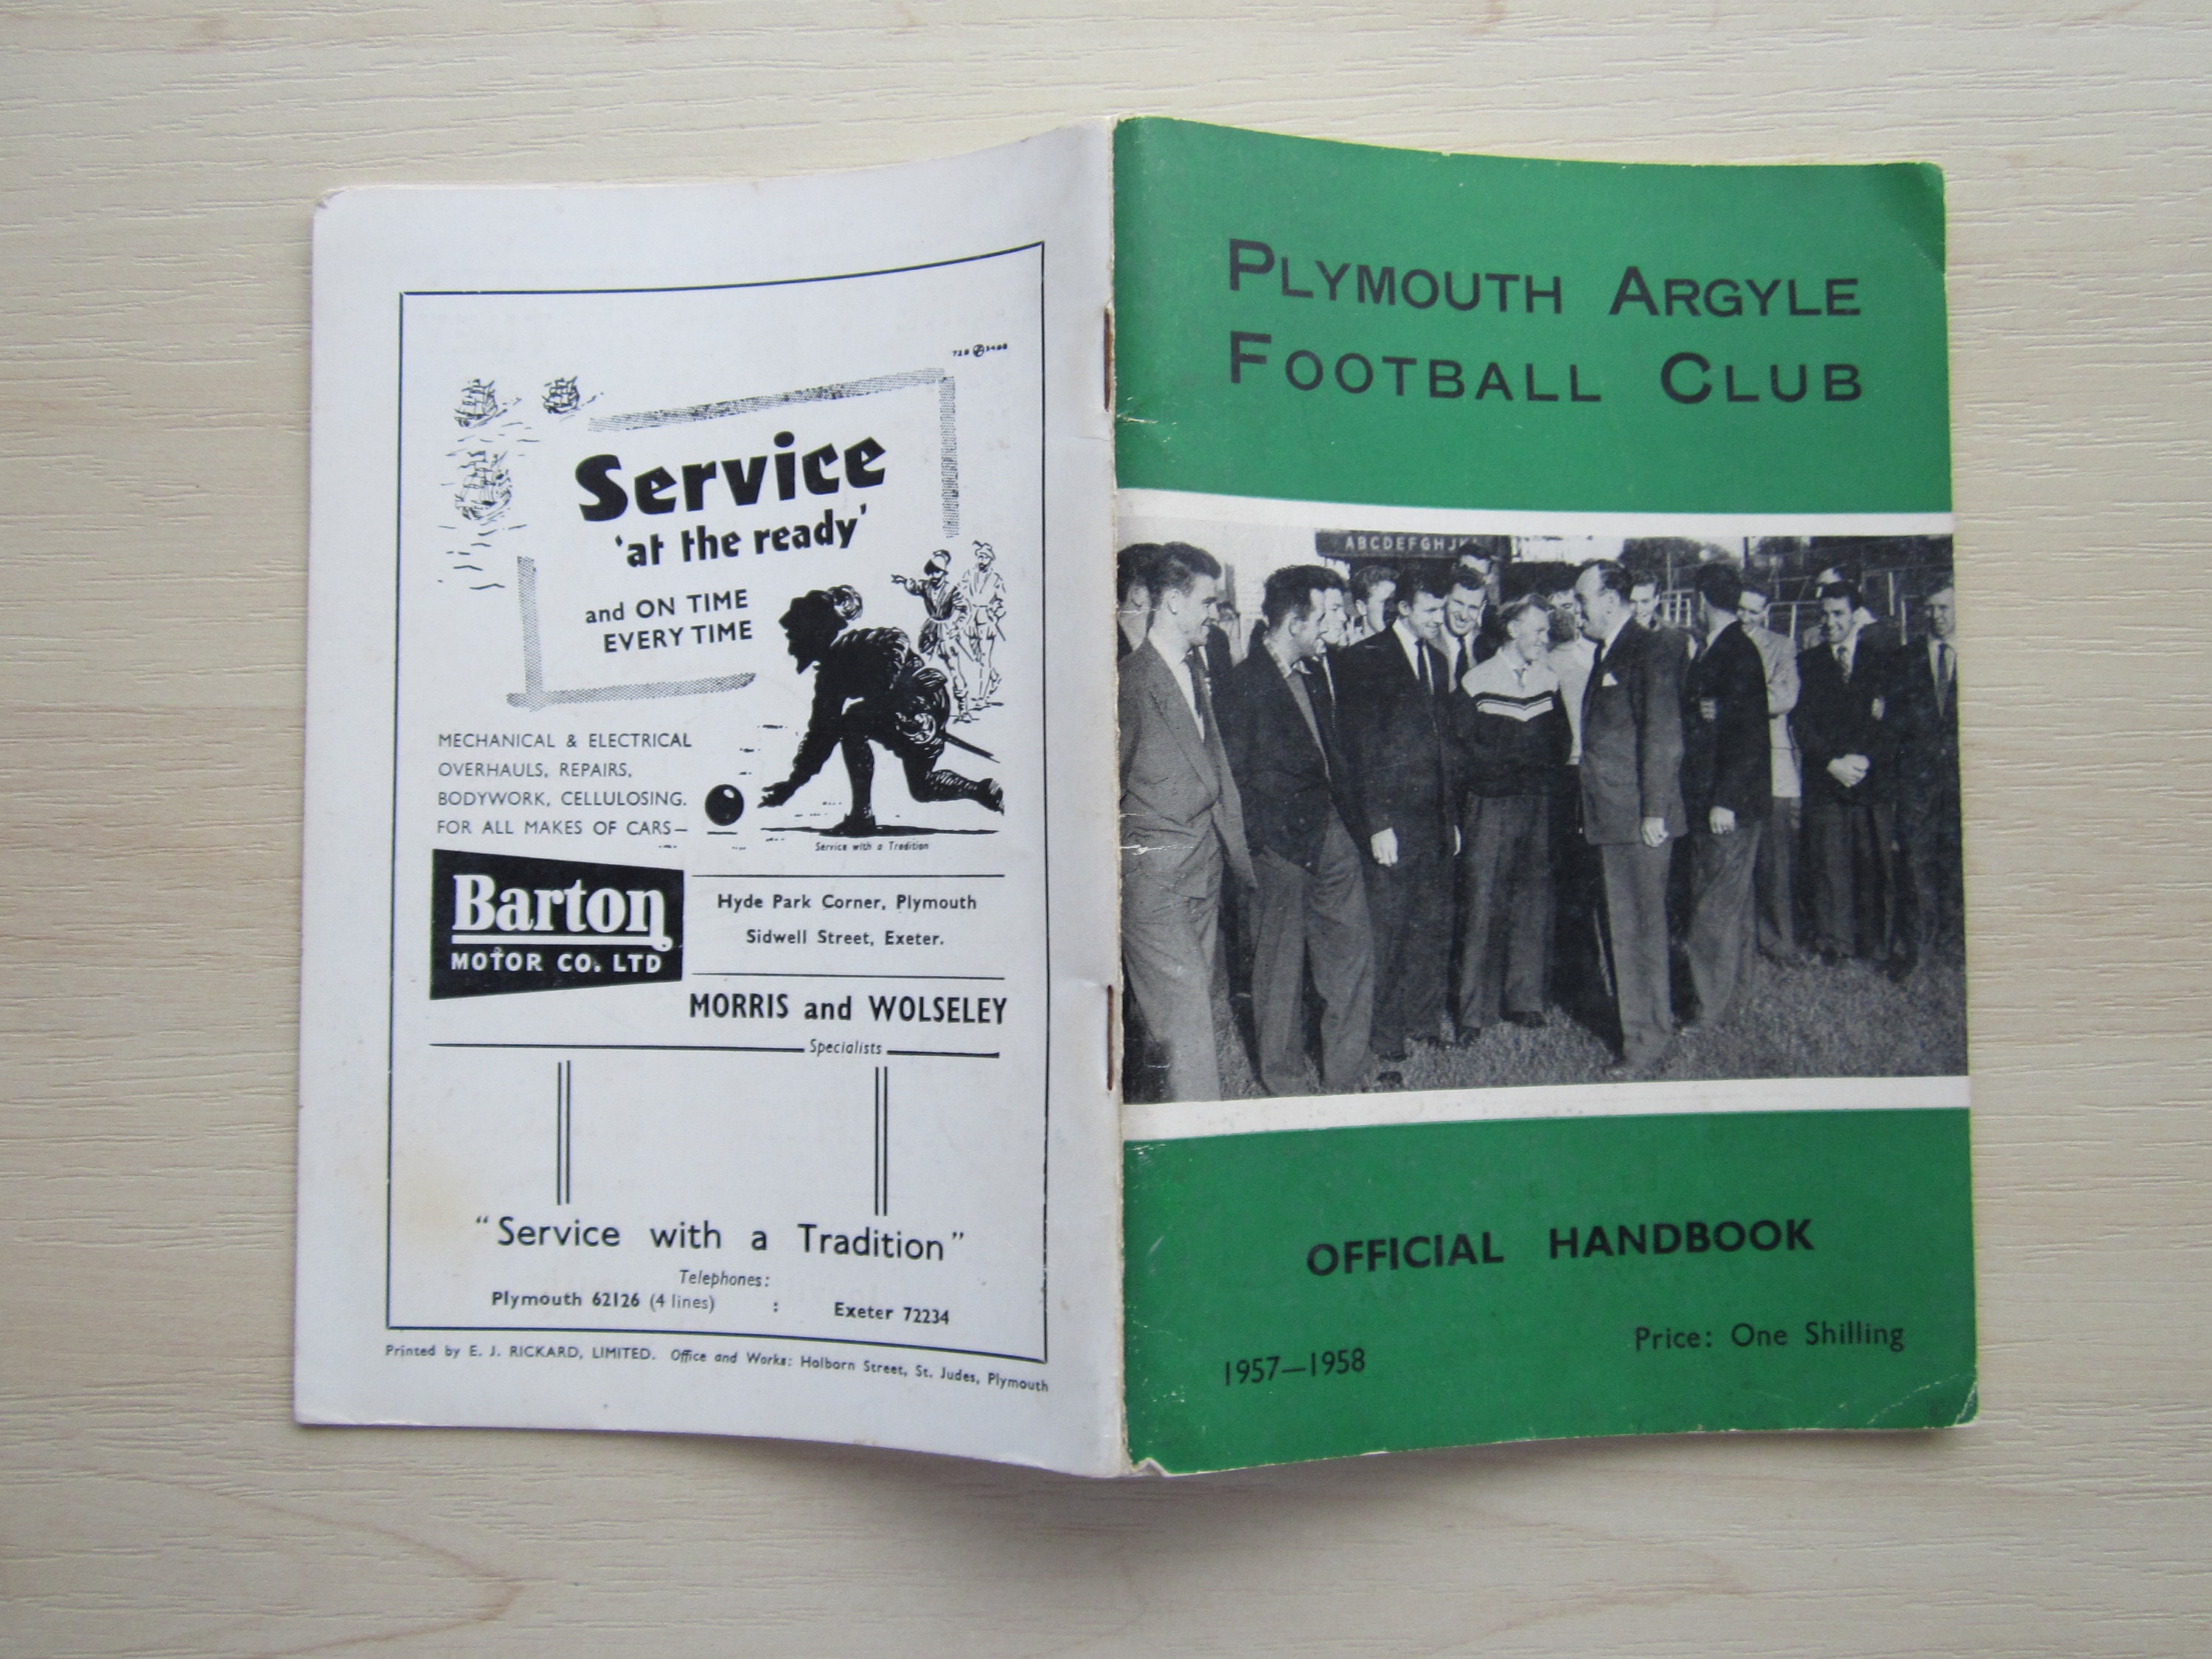 728 3488
Service
'at the ready'
and ON TIME
EVERY TIME
MECHANICAL & ELECTRICAL
OVERHAULS, REPAIRS,
BODYWORK, CELLULOSING.
FOR ALL MAKES OF CARS—
Service with a Tradition
Barton
MOTOR CO. LTD
Hyde Park Corner, Plymouth
Sidwell Street, Exeter.
MORRIS and WOLSELEY
Specialists
"Service with a Tradition"
Telephones:
Plymouth 62126 (4 lines) : Exeter 72234
Printed by E. J. RICKARD, LIMITED. Office and Works: Holborn Street, St. Judes, Plymouth
PLYMOUTH ARGYLE
FOOTBALL CLUB
ABCDEFGHJK
OFFICIAL HANDBOOK
Price: One Shilling
1957—1958